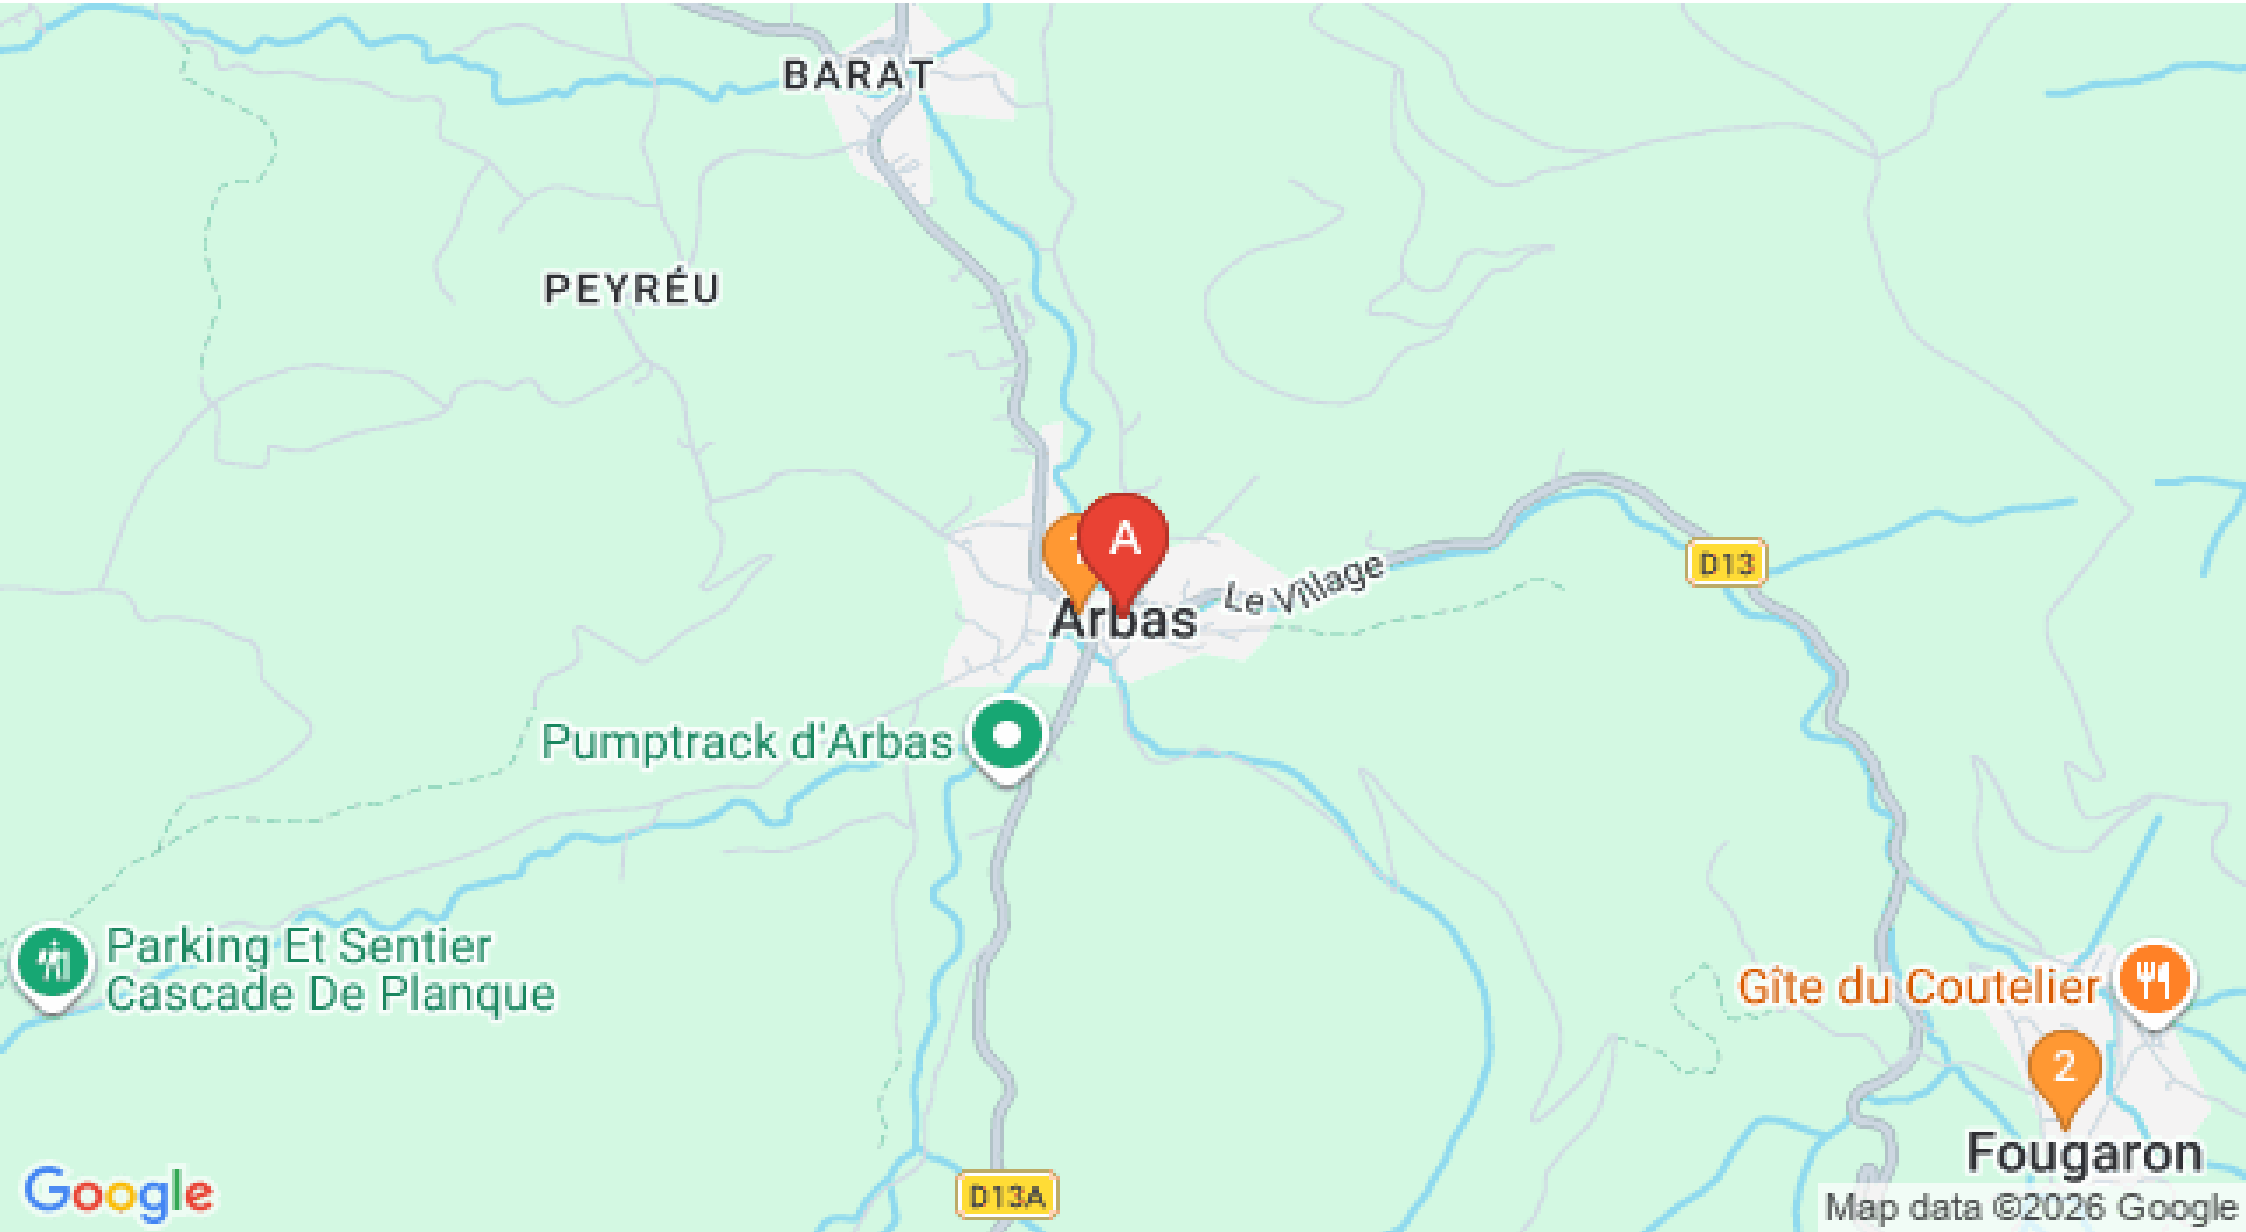 BARAT
PEYRÉU
A
Arbas
Le Village
D13
Pumptrack d'Arbas
Parking Et Sentier
Cascade De Planque
Gîte du Coutelier
2
Fougaron
D13A
Google
Map data ©2026 Google